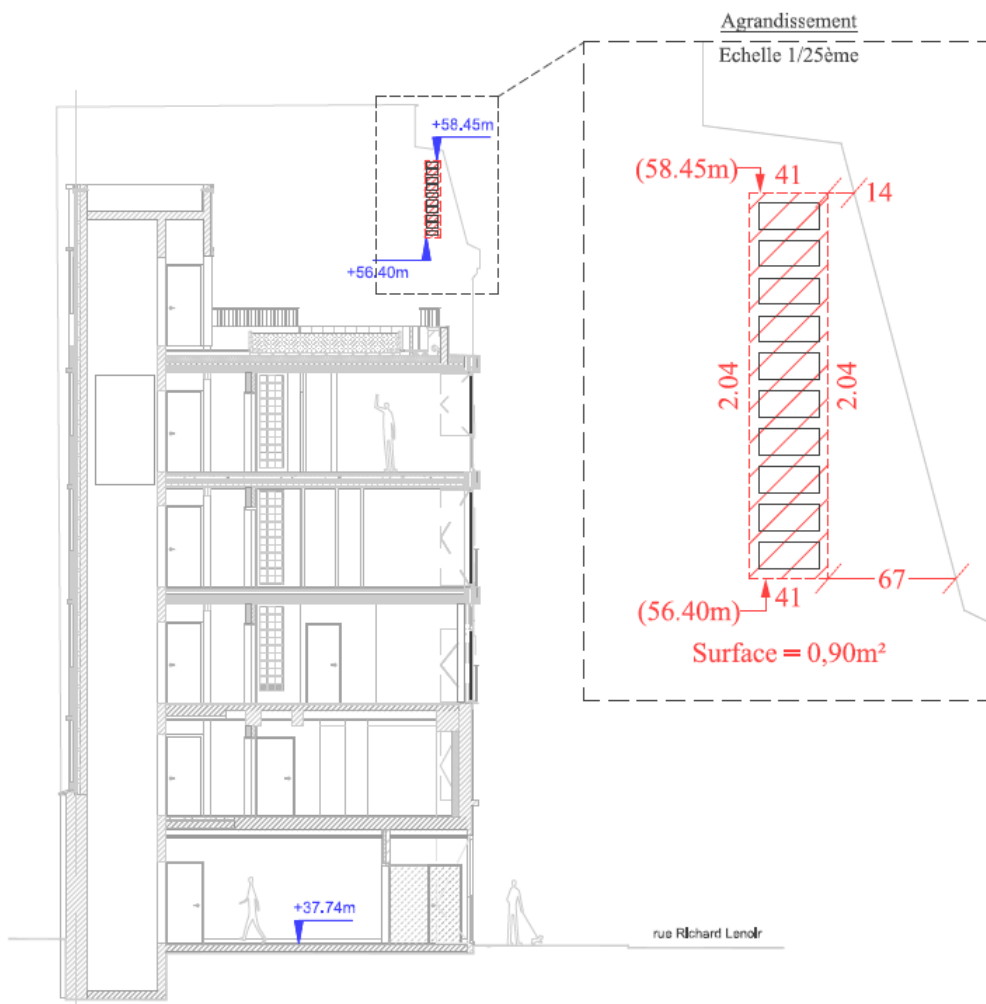 Agrandissement
Echelle 1/25ème
+58.45m
+56.40m
(58.45m)
41
14
2.04
2.04
67
(56.40m)
41
Surface = 0,90m²
+37.74m
rue Richard Lenoir